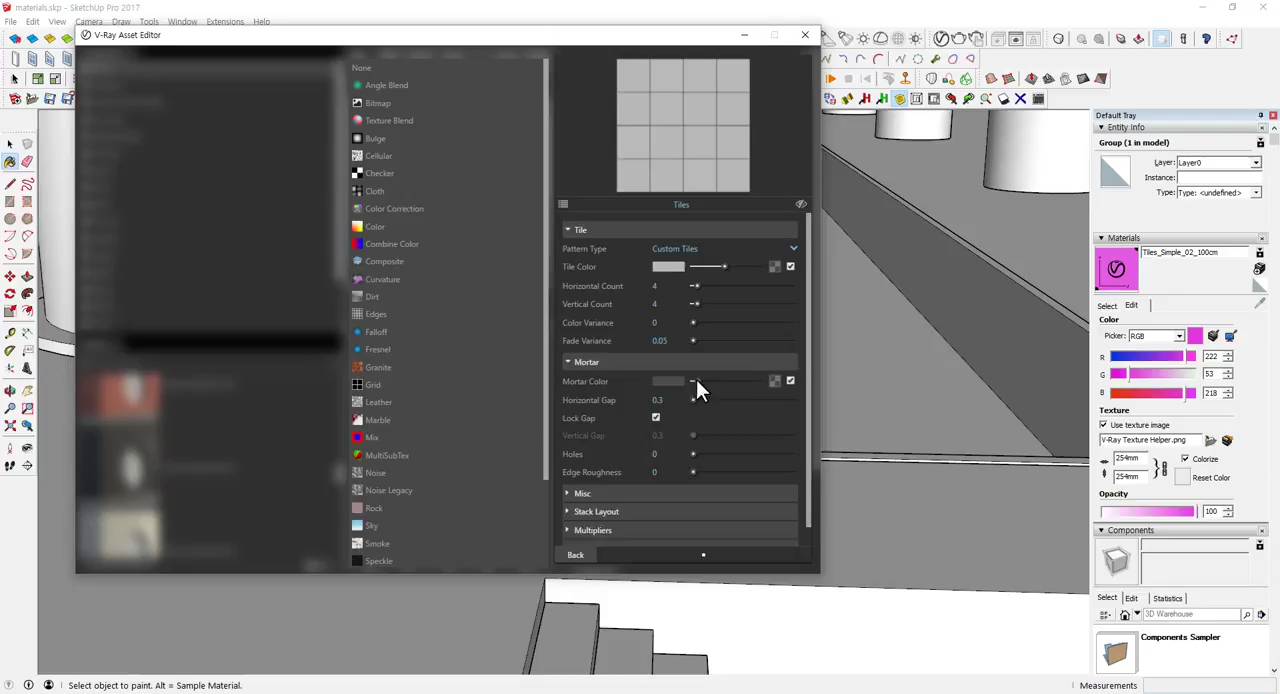 materials.skp - SketchUp Pro 2017
File Edit View Camera Draw Tools Window Extensions Help
V-Ray Asset Editor
None
Angle Blend
Bitmap
Texture Blend
Bulge
Cellular
Checker
Cloth
Color Correction
Color
Combine Color
Composite
Curvature
Dirt
Edges
Falloff
Fresnel
Granite
Grid
Leather
Marble
Mix
MultiSubTex
Noise
Noise Legacy
Rock
Sky
Smoke
Speckle
Tiles
Tile
Pattern Type Custom Tiles
Tile Color
Horizontal Count 4
Vertical Count 4
Color Variance 0
Fade Variance 0.05
Mortar
Mortar Color
Horizontal Gap 0.3
Lock Gap
Vertical Gap 0.3
Holes 0
Edge Roughness 0
Misc
Stack Layout
Multipliers
Back
Default Tray
Entity Info
Group (1 in model)
Layer: Layer0
Instance:
Type: Type: <undefined>
Materials
Tiles_Simple_02_100cm
Select Edit
Color
Picker: RGB
R 222
G 53
B 218
Texture
Use texture image
V-Ray Texture Helper.png
254mm
Colorize
254mm
Reset Color
Opacity
100
Components
Select Edit Statistics
3D Warehouse
Components Sampler
Select object to paint. Alt = Sample Material.
Measurements